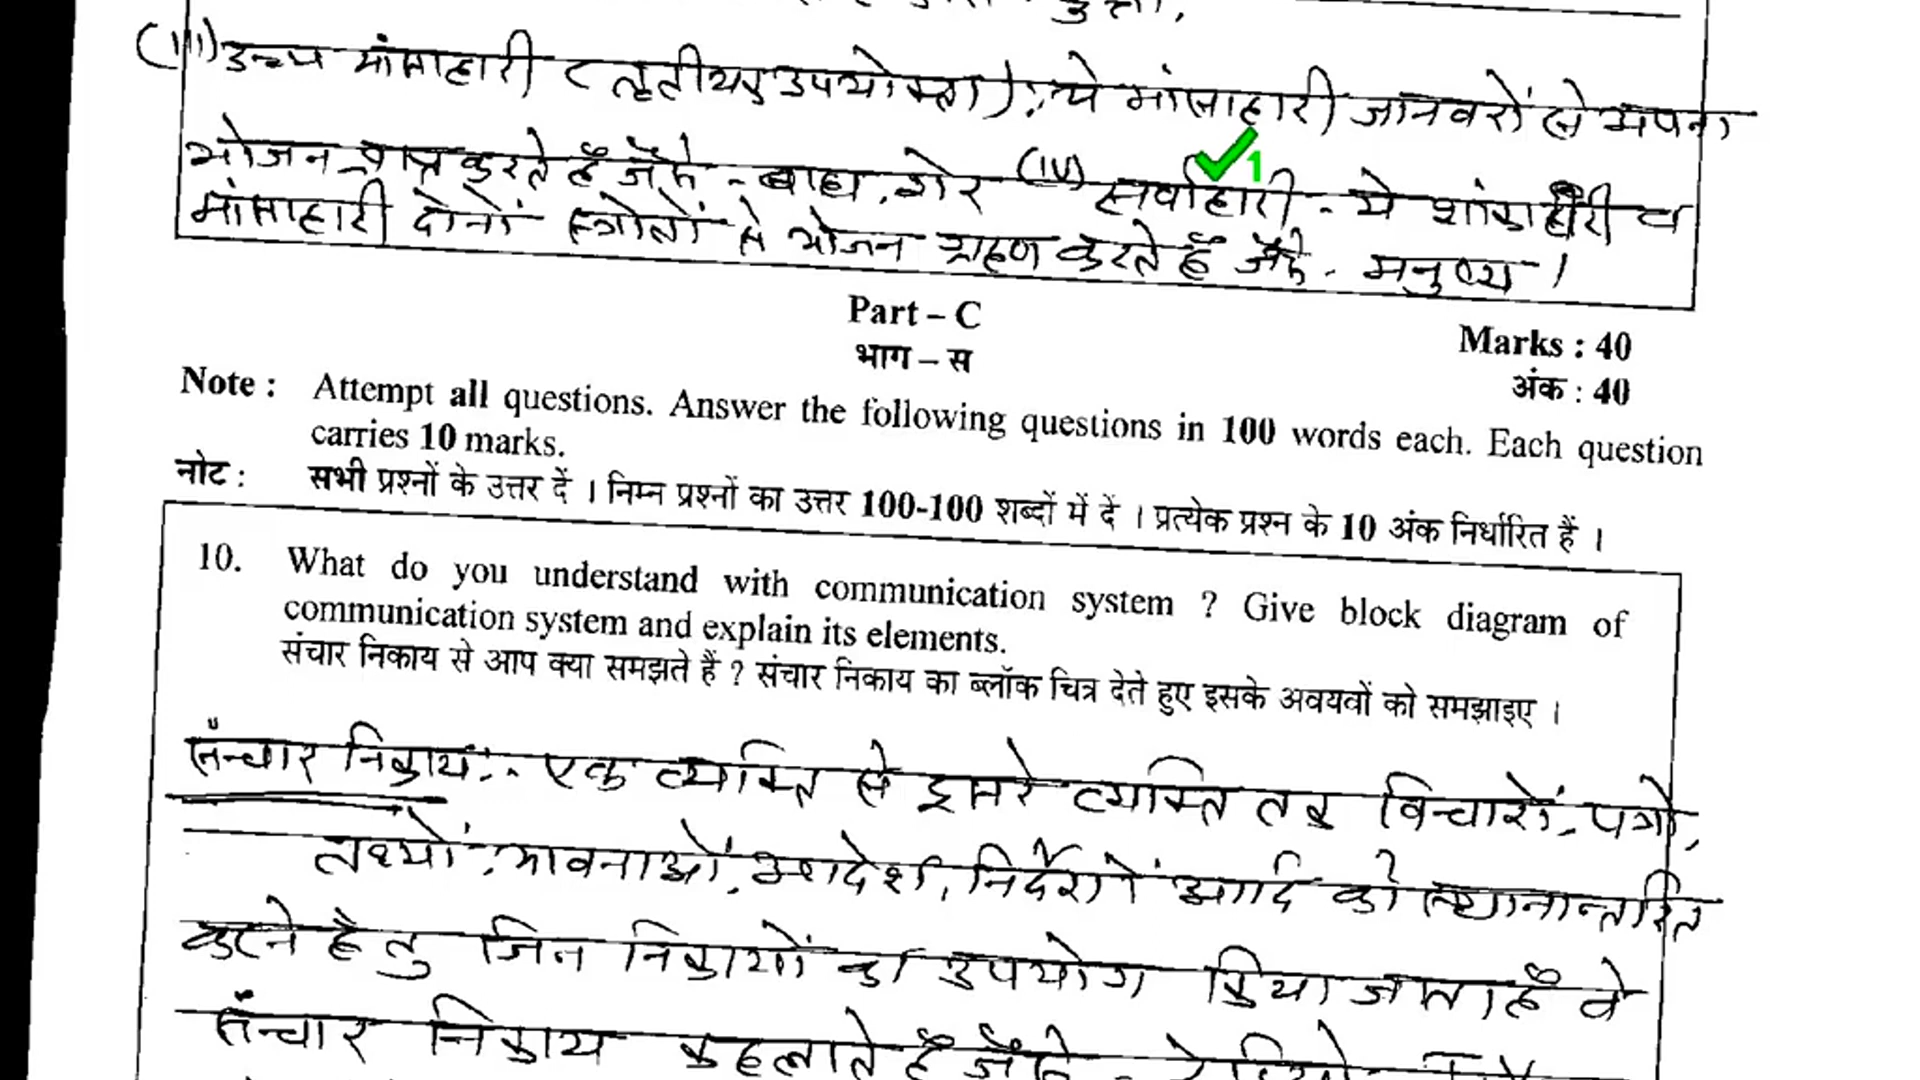 (iii) उच्च मांसाहारी (तृतीयक उपयोक्ता) :- ये मांसाहारी जानवरों से अपना
भोजन प्राप्त करते हैं जैसे - बाघ, शेर (iv) सर्वाहारी - ये शाकाहारी व
✓1
मांसाहारी दोनों स्त्रोतों से भोजन ग्रहण करते हैं जैसे - मनुष्य ।
Part – C
भाग – स
Marks : 40
अंक : 40
Note : Attempt all questions. Answer the following questions in 100 words each. Each question
carries 10 marks.
नोट : सभी प्रश्नों के उत्तर दें । निम्न प्रश्नों का उत्तर 100-100 शब्दों में दें । प्रत्येक प्रश्न के 10 अंक निर्धारित हैं ।
10. What do you understand with communication system ? Give block diagram of
communication system and explain its elements.
संचार निकाय से आप क्या समझते हैं ? संचार निकाय का ब्लॉक चित्र देते हुए इसके अवयवों को समझाइए ।
संन्चार निकाय :- एक व्यक्ति से दूसरे व्यक्ति तक विचारों, पत्रों,
तथ्यों, भावनाओं, आदेश, निर्देशों आदि को स्थानान्तरित
करने हेतु जिन निकायों का उपयोग किया जाता हैं वे
संन्चार निकाय कहलाते हैं जैसे - रेडियो